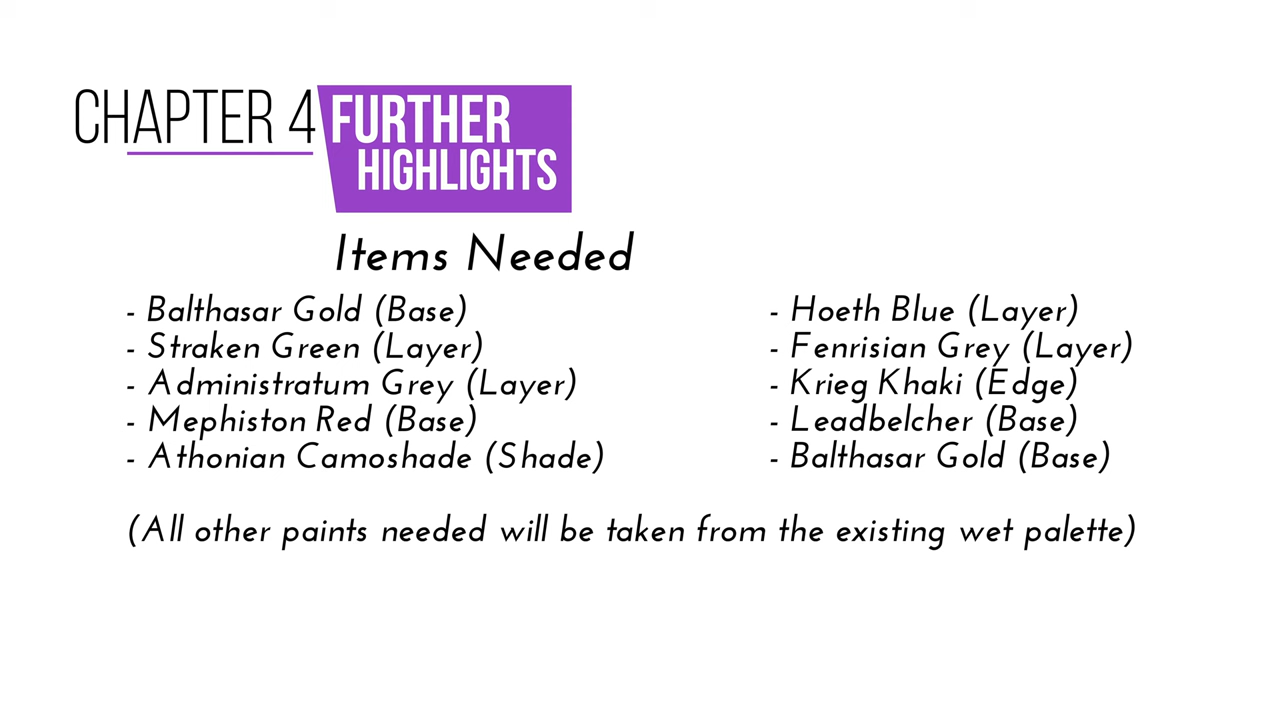 CHAPTER 4 FURTHER
HIGHLIGHTS
Items Needed
- Balthasar Gold (Base)
- Straken Green (Layer)
- Administratum Grey (Layer)
- Mephiston Red (Base)
- Athonian Camoshade (Shade)
- Hoeth Blue (Layer)
- Fenrisian Grey (Layer)
- Krieg Khaki (Edge)
- Leadbelcher (Base)
- Balthasar Gold (Base)
(All other paints needed will be taken from the existing wet palette)